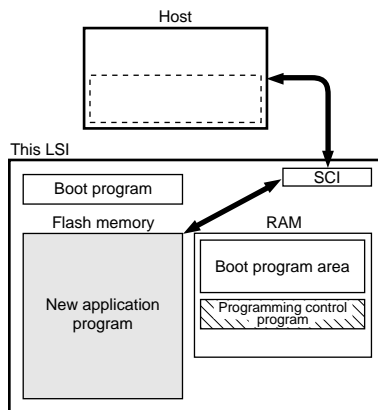 Host
This LSI
SCI
Boot program
Flash memory
RAM
Boot program area
New application
program
Programming control
program